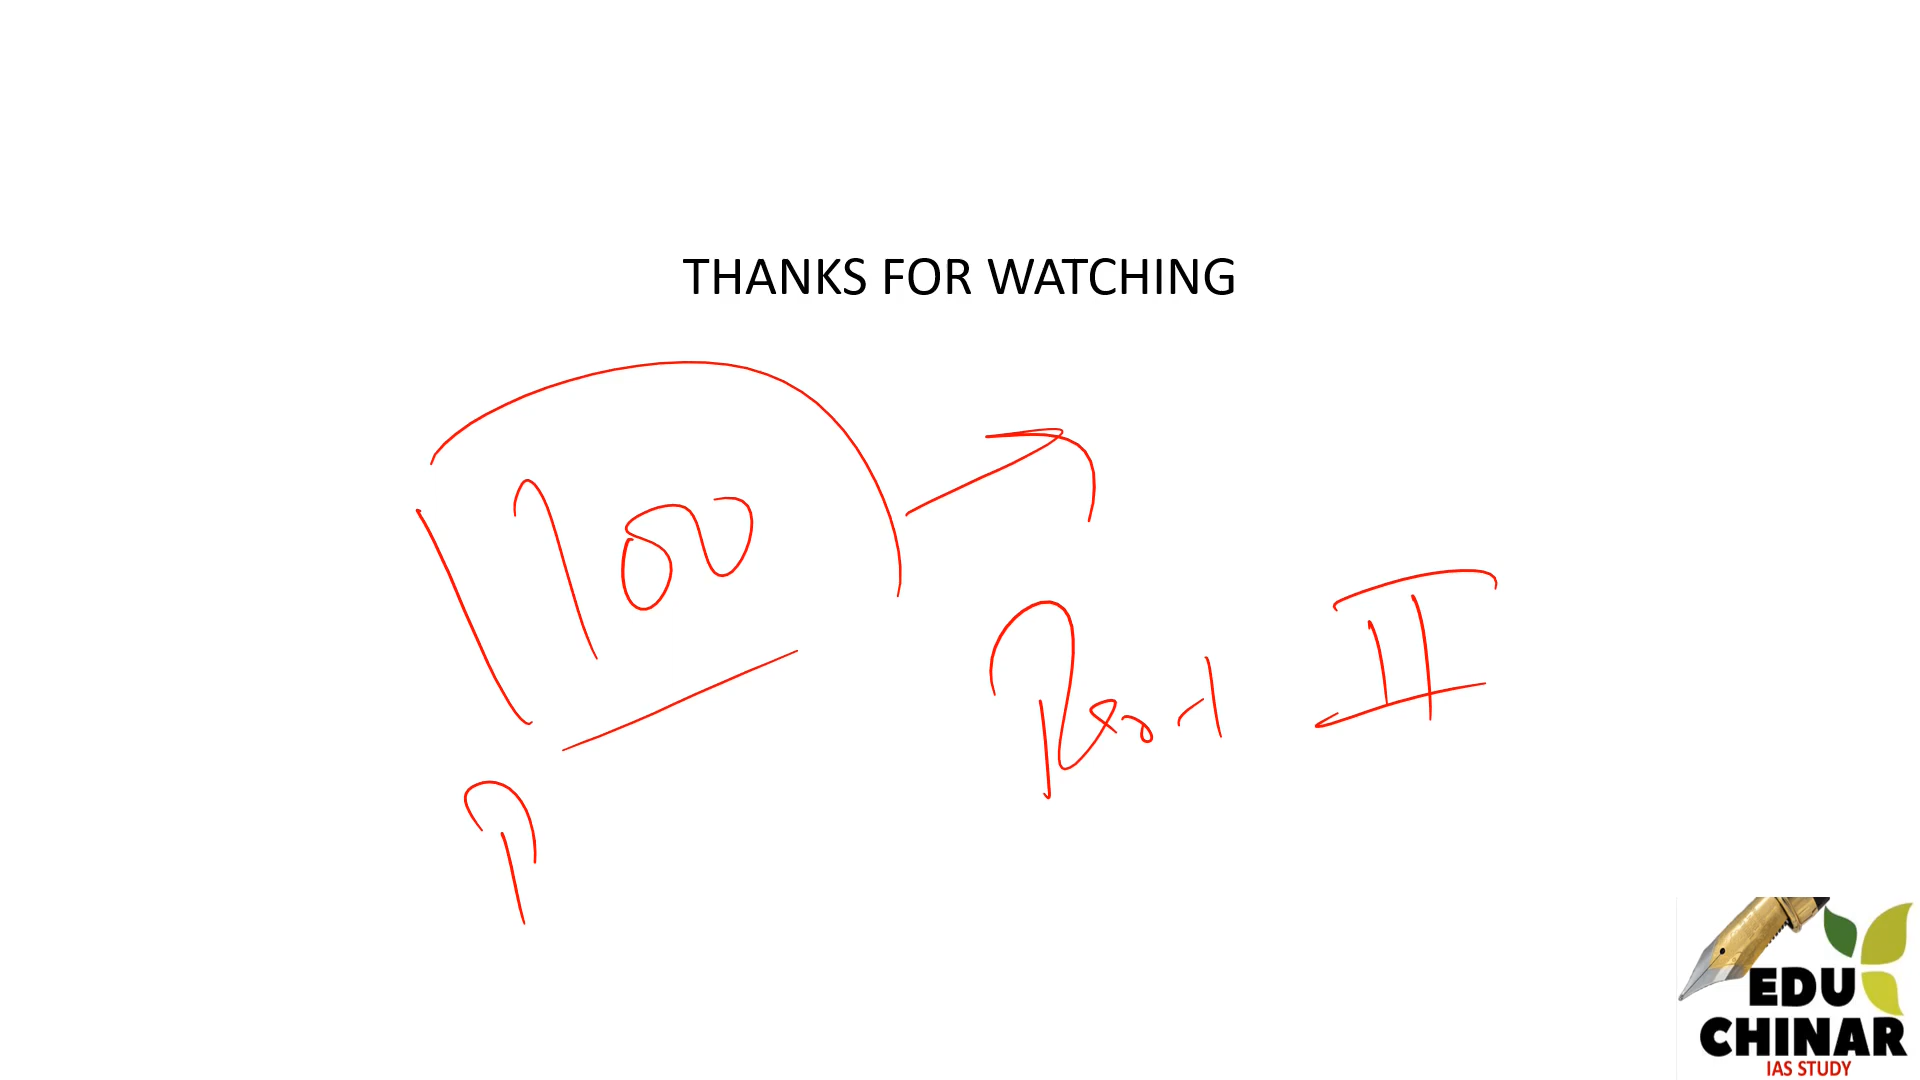 THANKS FOR WATCHING
100
Part II
P
EDU
CHINAR
IAS STUDY